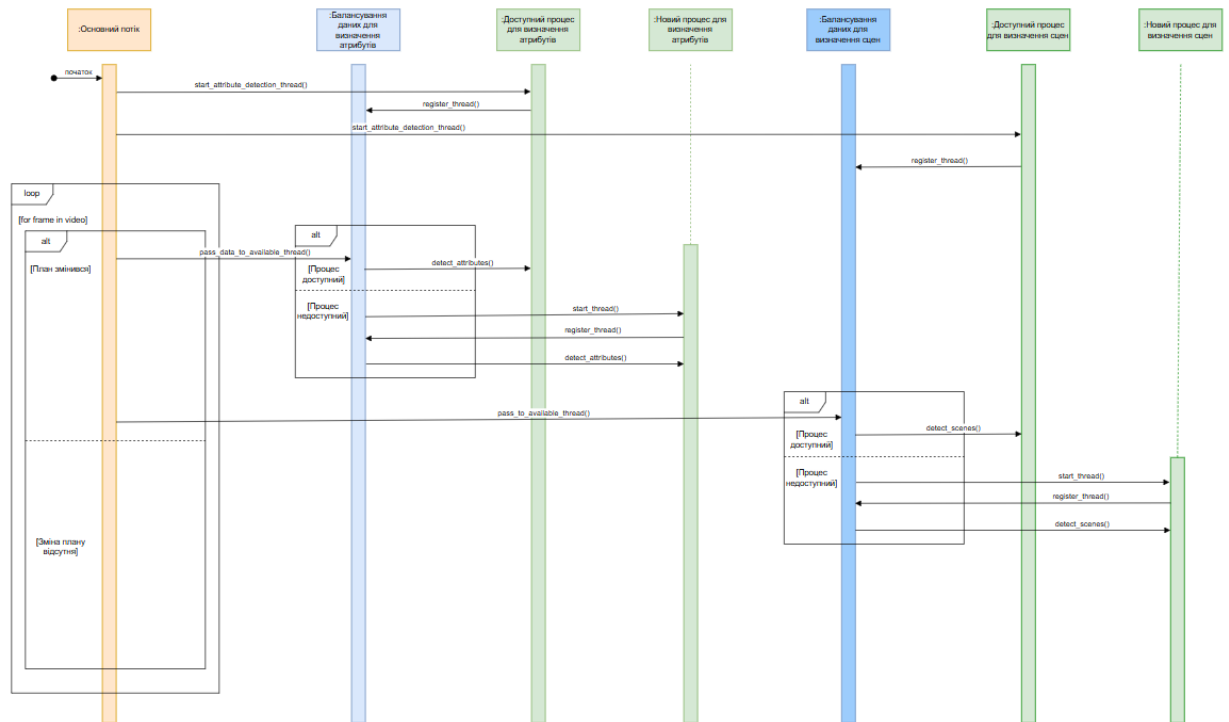 :Основний потік
:Балансування
даних для
визначення
атрибутів
:Доступний процес
для визначення
атрибутів
:Новий процес для
визначення
атрибутів
:Балансування
даних для
визначення сцен
:Доступний процес
для визначення сцен
:Новий процес для
визначення сцен
початок
start_attribute_detection_thread()
register_thread()
start_attribute_detection_thread()
register_thread()
loop
[for frame in video]
alt
[План змінився]
pass_data_to_available_thread()
alt
[Процес
доступний]
detect_attributes()
[Процес
недоступний]
start_thread()
register_thread()
detect_attributes()
pass_to_available_thread()
alt
[Процес
доступний]
detect_scenes()
[Процес
недоступний]
start_thread()
register_thread()
detect_scenes()
[Зміна плану
відсутня]